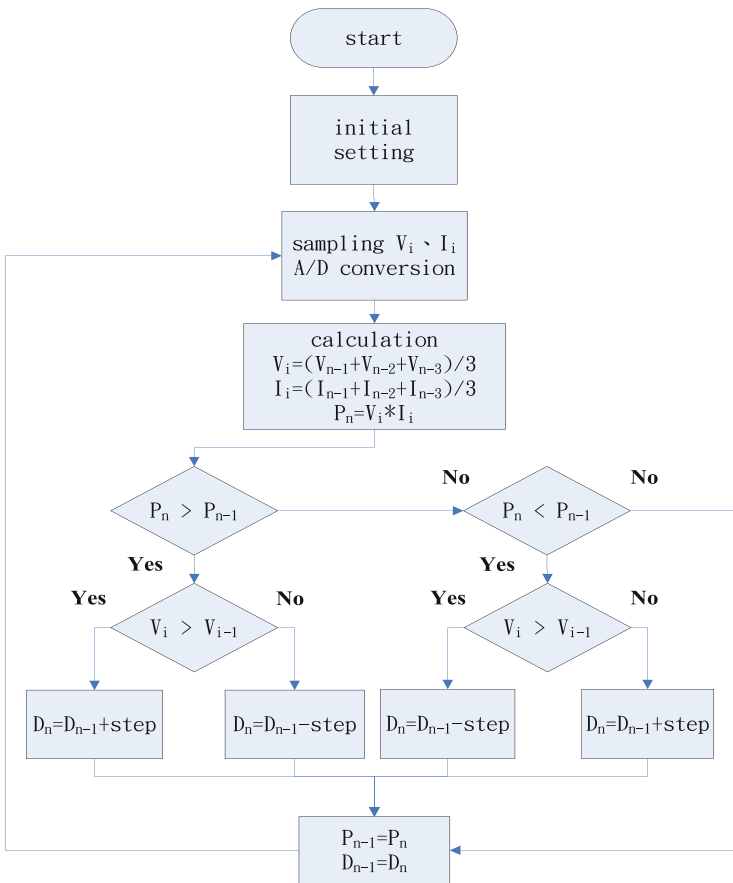 start
initial
setting
sampling Vᵢ、Iᵢ
A/D conversion
calculation
Vᵢ=(Vₙ₋₁+Vₙ₋₂+Vₙ₋₃)/3
Iᵢ=(Iₙ₋₁+Iₙ₋₂+Iₙ₋₃)/3
Pₙ=Vᵢ*Iᵢ
No
No
Pₙ > Pₙ₋₁
Pₙ < Pₙ₋₁
Yes
Yes
Yes
No
Yes
No
Vᵢ > Vᵢ₋₁
Vᵢ > Vᵢ₋₁
Dₙ=Dₙ₋₁+step
Dₙ=Dₙ₋₁−step
Dₙ=Dₙ₋₁−step
Dₙ=Dₙ₋₁+step
Pₙ₋₁=Pₙ
Dₙ₋₁=Dₙ